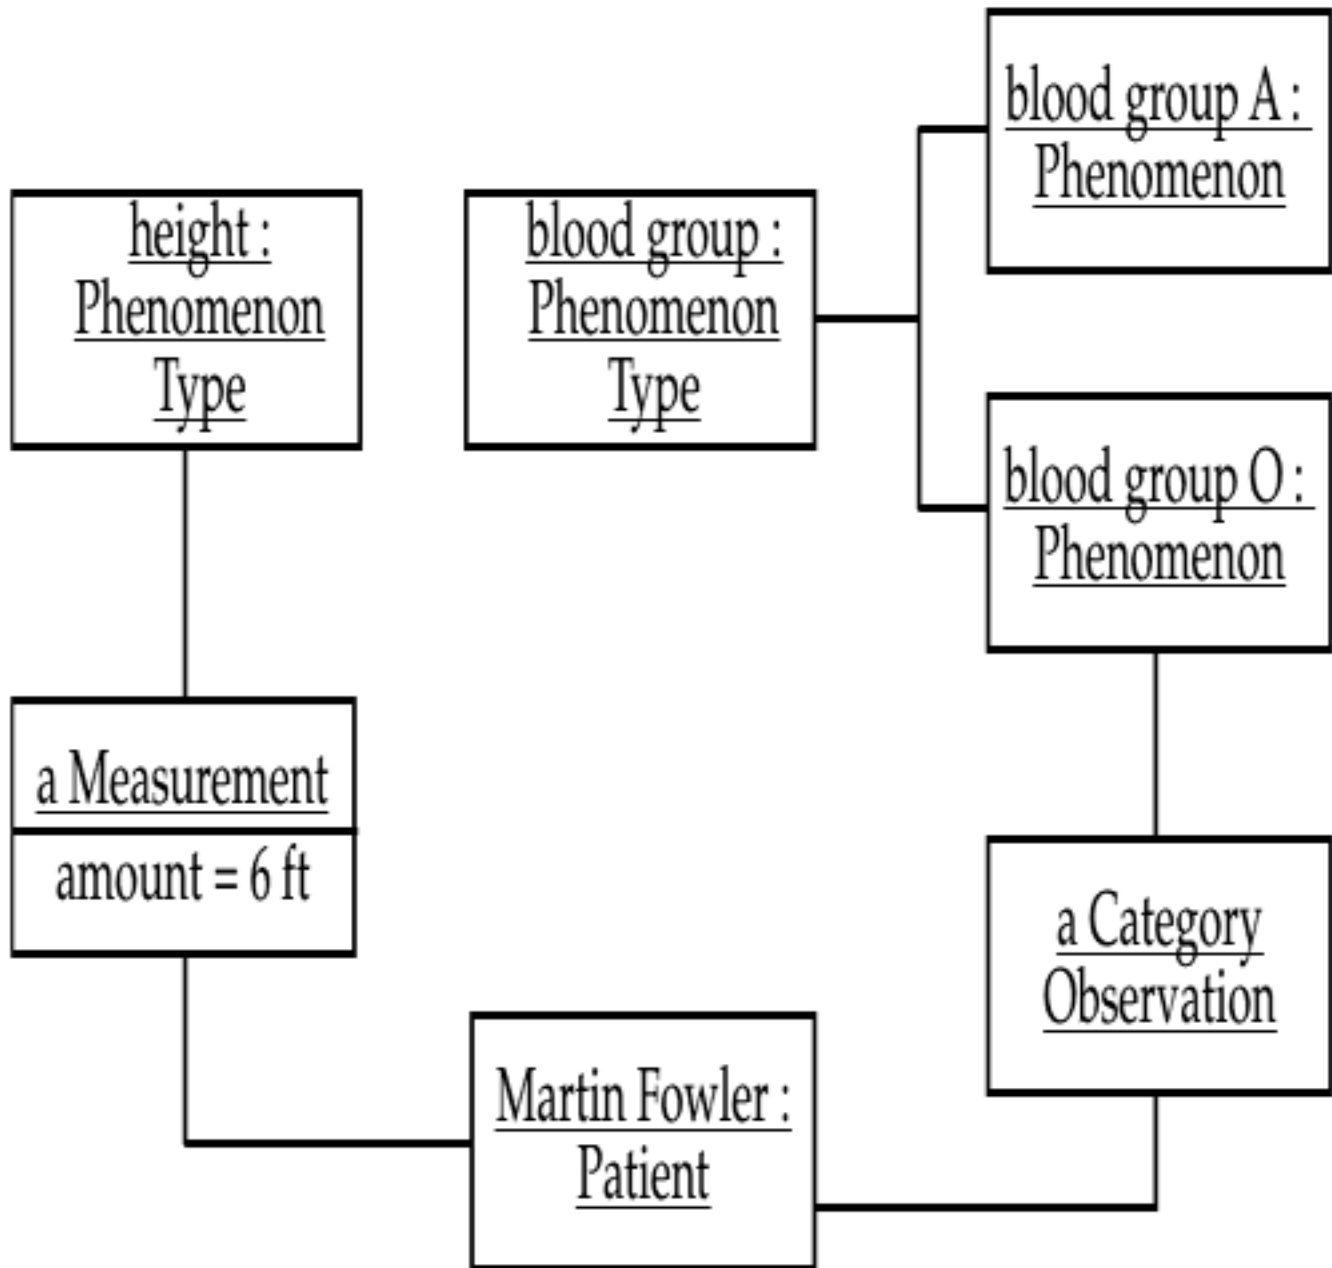 blood group A :
Phenomenon
height :
Phenomenon
Type
blood group :
Phenomenon
Type
blood group O :
Phenomenon
a Measurement
amount = 6 ft
a Category
Observation
Martin Fowler :
Patient